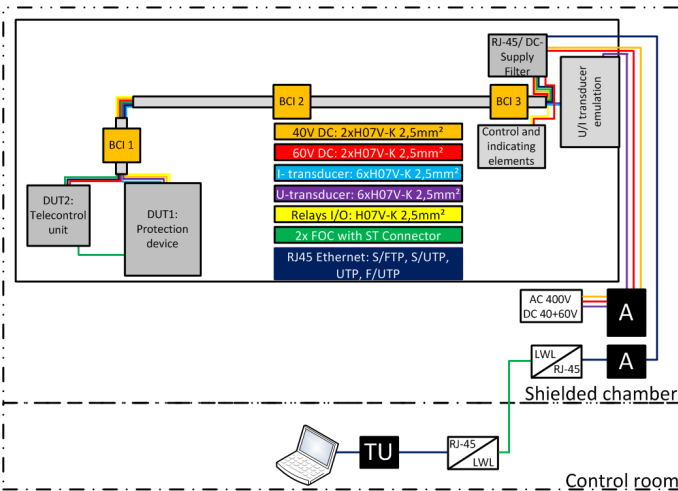 RJ-45/ DC-
Supply
Filter
U/I transducer
emulation
BCI 2
BCI 3
BCI 1
Control and
indicating
elements
40V DC: 2xH07V-K 2,5mm²
60V DC: 2xH07V-K 2,5mm²
I- transducer: 6xH07V-K 2,5mm²
U-transducer: 6xH07V-K 2,5mm²
Relays I/O: H07V-K 2,5mm²
2x FOC with ST Connector
RJ45 Ethernet: S/FTP, S/UTP,
UTP, F/UTP
DUT2:
Telecontrol
unit
DUT1:
Protection
device
AC 400V
DC 40+60V
A
LWL
RJ-45
A
Shielded chamber
TU
RJ-45
LWL
Control room